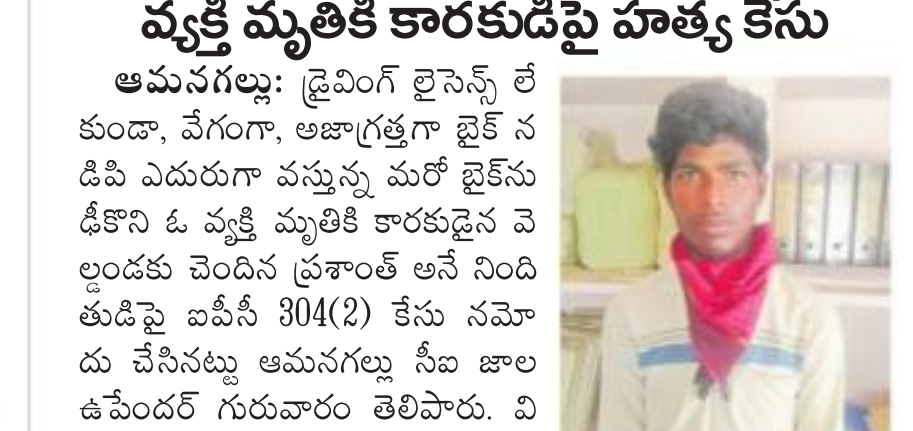 వ్యక్తి మృతికి కారకుడిపై హత్య కేసు
ఆమనగల్లు: డ్రైవింగ్ లైసెన్స్ లే
కుండా, వేగంగా, అజాగ్రత్తగా బైక్ న
డిపి ఎదురుగా వస్తున్న మరో బైక్‌ను
ఢీకొని ఓ వ్యక్తి మృతికి కారకుడైన వె
ల్దండకు చెందిన ప్రశాంత్ అనే నింది
తుడిపై ఐపీసీ 304(2) కేసు నమో
దు చేసినట్టు ఆమనగల్లు సీఐ జాల
ఉపేందర్ గురువారం తెలిపారు. వి